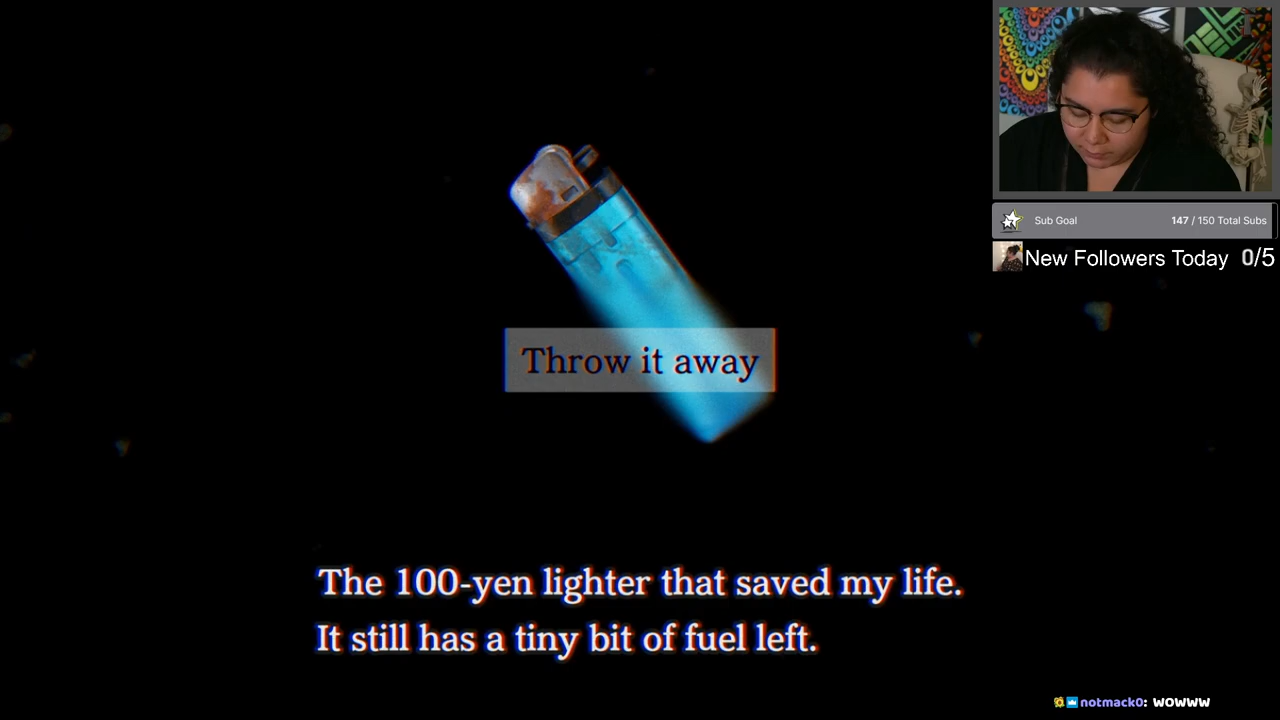 Sub Goal 147 / 150 Total Subs
New Followers Today 0/5
Throw it away
The 100-yen lighter that saved my life.
It still has a tiny bit of fuel left.
notmack0: WOWWW